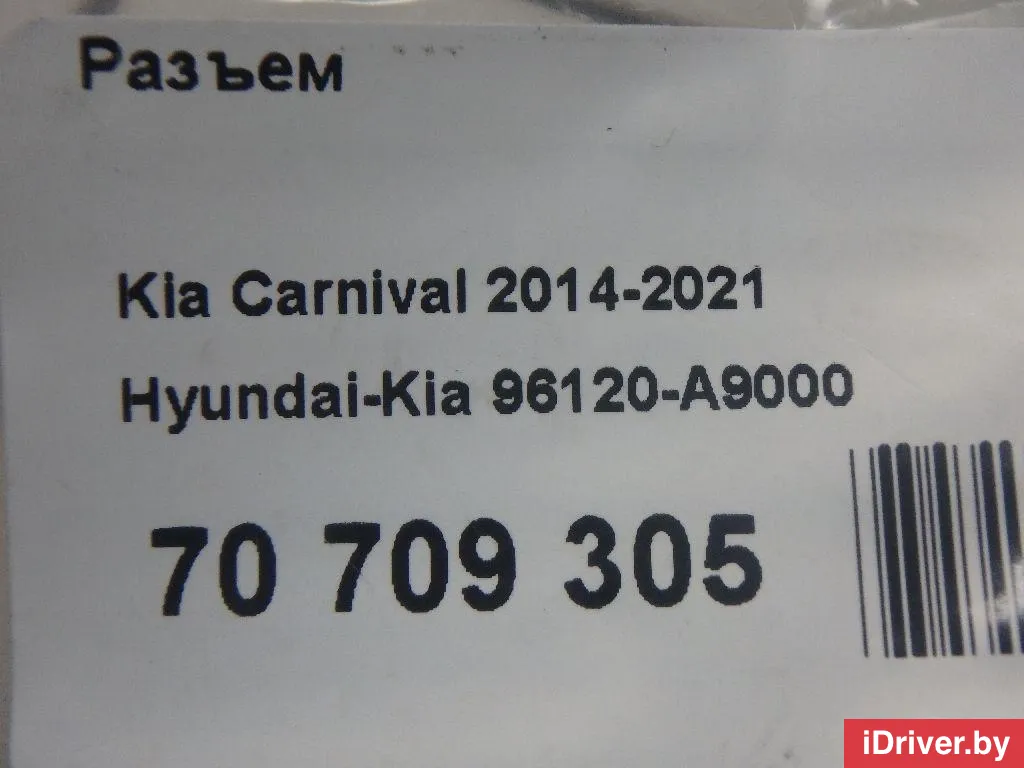 Разъем
Kia Carnival 2014-2021
Hyundai-Kia 96120-A9000
70 709 305
iDriver.by